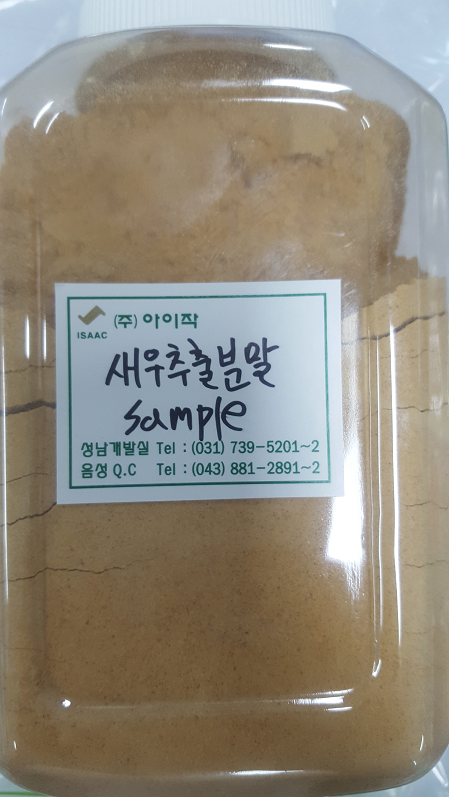 ISAAC
(주) 아이작
새우추출분말
sample
성남개발실 Tel : (031) 739-5201~2
음성 Q.C Tel : (043) 881-2891~2